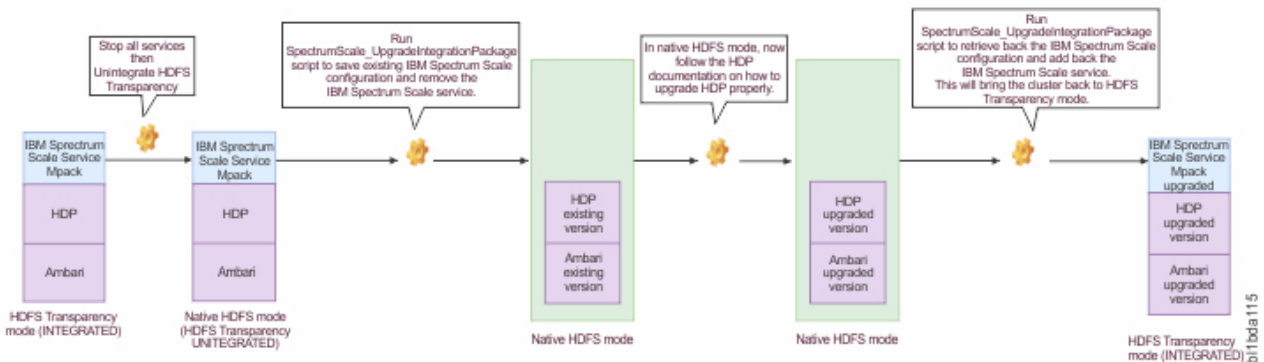 Stop all services
then
Unintegrate HDFS
Transparency
Run
SpectrumScale_UpgradeIntegrationPackage
script to save existing IBM Spectrum Scale
configuration and remove the
IBM Spectrum Scale service.
In native HDFS mode, now
follow the HDP
documentation on how to
upgrade HDP properly.
Run
SpectrumScale_UpgradeIntegrationPackage
script to retrieve back the IBM Spectrum Scale
configuration and add back the
IBM Spectrum Scale service.
This will bring the cluster back to HDFS
Transparency mode.
IBM Sprectrum
Scale Service
Mpack
HDP
Ambari
HDFS Transparency
mode (INTEGRATED)
IBM Sprectrum
Scale Service
Mpack
HDP
Ambari
Native HDFS mode
(HDFS Transparency
UNITEGRATED)
HDP
existing
version
Ambari
existing
version
Native HDFS mode
HDP
upgraded
version
Ambari
upgraded
version
Native HDFS mode
IBM Sprectrum
Scale Service
Mpack
upgraded
HDP
upgraded
version
Ambari
upgraded
version
HDFS Transparency
mode (INTEGRATED)
bl1bda115